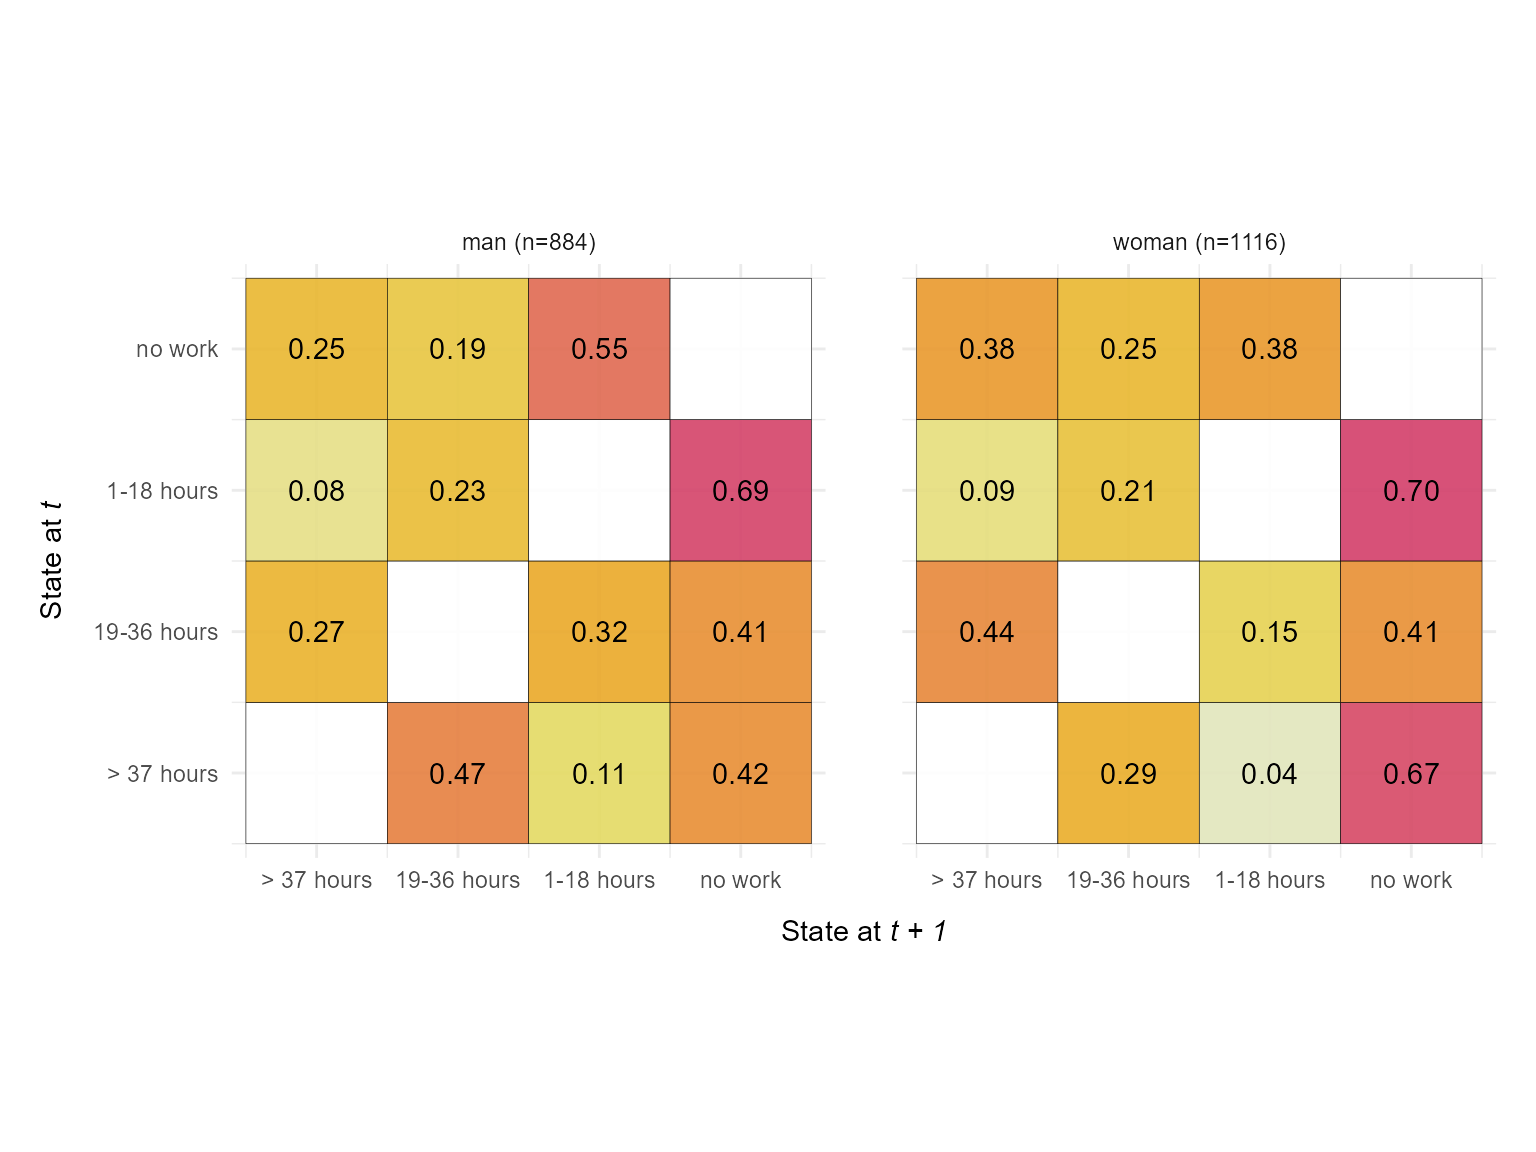 man (n=884)
woman (n=1116)
no work
0.25 0.19 0.55
0.38 0.25 0.38
1-18 hours
0.08 0.23 0.69
0.09 0.21 0.70
19-36 hours
0.27 0.32 0.41
0.44 0.15 0.41
> 37 hours
0.47 0.11 0.42
0.29 0.04 0.67
> 37 hours 19-36 hours 1-18 hours no work
> 37 hours 19-36 hours 1-18 hours no work
State at t
State at t + 1